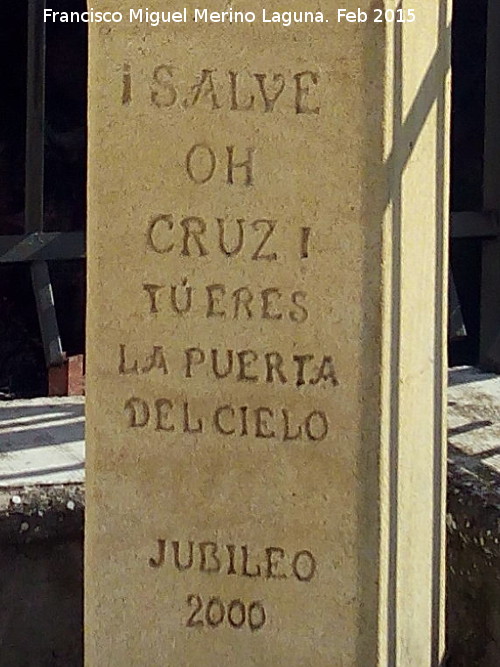 Francisco Miguel Merino Laguna. Feb 2015
¡SALVE
OH
CRUZ!
TÚ ERES
LA PUERTA
DEL CIELO
JUBILEO
2000